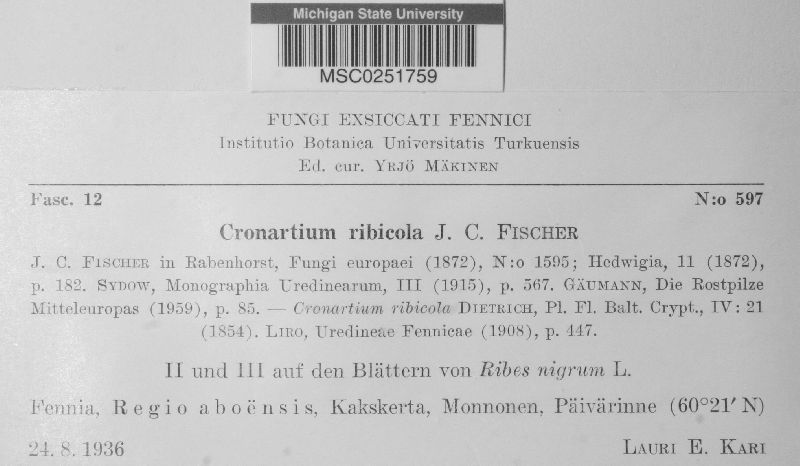 Michigan State University
MSC0251759
FUNGI EXSICCATI FENNICI
Institutio Botanica Universitatis Turkuensis
Ed. cur. YRJÖ MÄKINEN
Fasc. 12 N:o 597
Cronartium ribicola J. C. FISCHER
J. C. FISCHER in Rabenhorst, Fungi europaei (1872), N:o 1595; Hedwigia, 11 (1872),
p. 182. SYDOW, Monographia Uredinearum, III (1915), p. 567. GÄUMANN, Die Rostpilze
Mitteleuropas (1959), p. 85. — Cronartium ribicola DIETRICH, Pl. Fl. Balt. Crypt., IV: 21
(1854). LIRO, Uredineae Fennicae (1908), p. 447.
II und III auf den Blättern von Ribes nigrum L.
Fennia, Regio aboënsis, Kakskerta, Monnonen, Päivärinne (60°21′ N)
24. 8. 1936 LAURI E. KARI